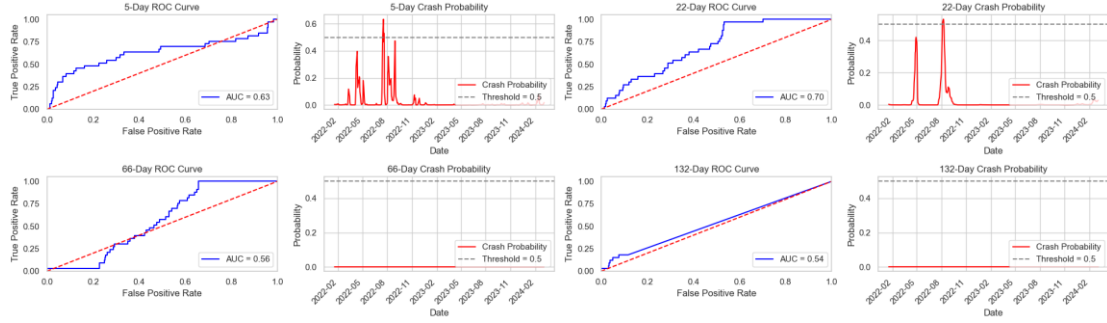 5-Day ROC Curve
True Positive Rate
1.00
0.75
0.50
0.25
0.00
0.0 0.2 0.4 0.6 0.8 1.0
False Positive Rate
AUC = 0.63
5-Day Crash Probability
Probability
0.6
0.4
0.2
0.0
Crash Probability
Threshold = 0.5
2022-02 2022-05 2022-08 2022-11 2023-02 2023-05 2023-08 2023-11 2024-02
Date
22-Day ROC Curve
True Positive Rate
1.00
0.75
0.50
0.25
0.00
0.0 0.2 0.4 0.6 0.8 1.0
False Positive Rate
AUC = 0.70
22-Day Crash Probability
Probability
0.4
0.2
0.0
Crash Probability
Threshold = 0.5
2022-02 2022-05 2022-08 2022-11 2023-02 2023-05 2023-08 2023-11 2024-02
Date
66-Day ROC Curve
True Positive Rate
1.00
0.75
0.50
0.25
0.00
0.0 0.2 0.4 0.6 0.8 1.0
False Positive Rate
AUC = 0.56
66-Day Crash Probability
Probability
0.4
0.2
0.0
Crash Probability
Threshold = 0.5
2022-02 2022-05 2022-08 2022-11 2023-02 2023-05 2023-08 2023-11 2024-02
Date
132-Day ROC Curve
True Positive Rate
1.00
0.75
0.50
0.25
0.00
0.0 0.2 0.4 0.6 0.8 1.0
False Positive Rate
AUC = 0.54
132-Day Crash Probability
Probability
0.4
0.2
0.0
Crash Probability
Threshold = 0.5
2022-02 2022-05 2022-08 2022-11 2023-02 2023-05 2023-08 2023-11 2024-02
Date